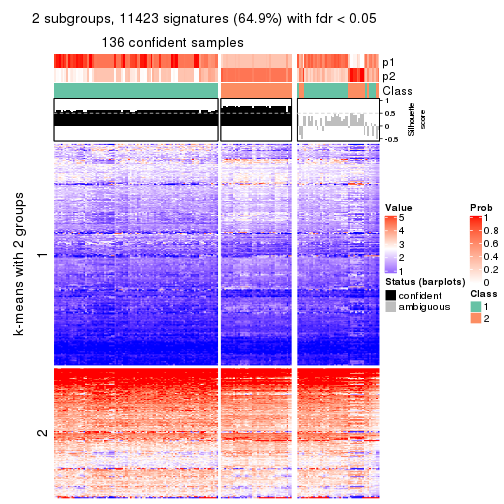 2 subgroups, 11423 signatures (64.9%) with fdr < 0.05
136 confident samples
p1
p2
Class
1
0.5
0
-0.5
Silhouette
score
k-means with 2 groups
1
2
Value
5
4
3
2
1
Status (barplots)
confident
ambiguous
Prob
1
0.8
0.6
0.4
0.2
0
Class
1
2